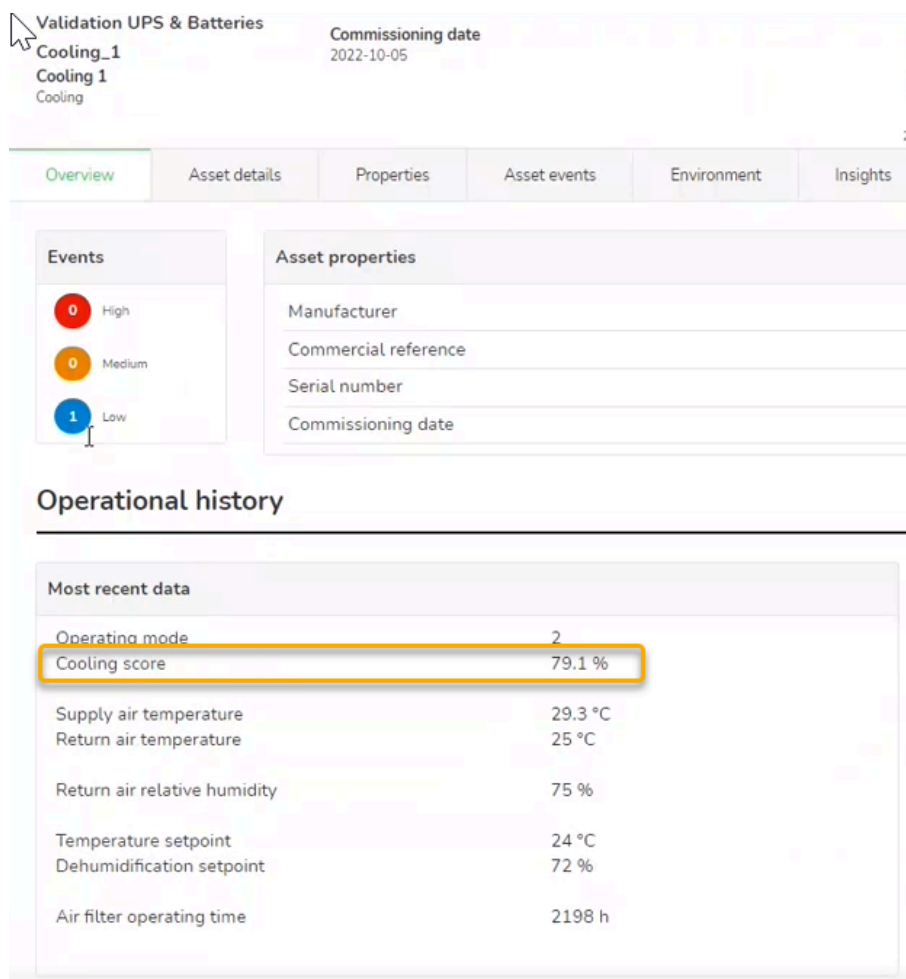 Validation UPS & Batteries
Cooling_1
Cooling 1
Cooling
Commissioning date
2022-10-05
Overview Asset details Properties Asset events Environment Insights
Events
0 High
0 Medium
1 Low
Asset properties
Manufacturer
Commercial reference
Serial number
Commissioning date
Operational history
Most recent data
Operating mode 2
Cooling score 79.1 %
Supply air temperature 29.3 °C
Return air temperature 25 °C
Return air relative humidity 75 %
Temperature setpoint 24 °C
Dehumidification setpoint 72 %
Air filter operating time 2198 h